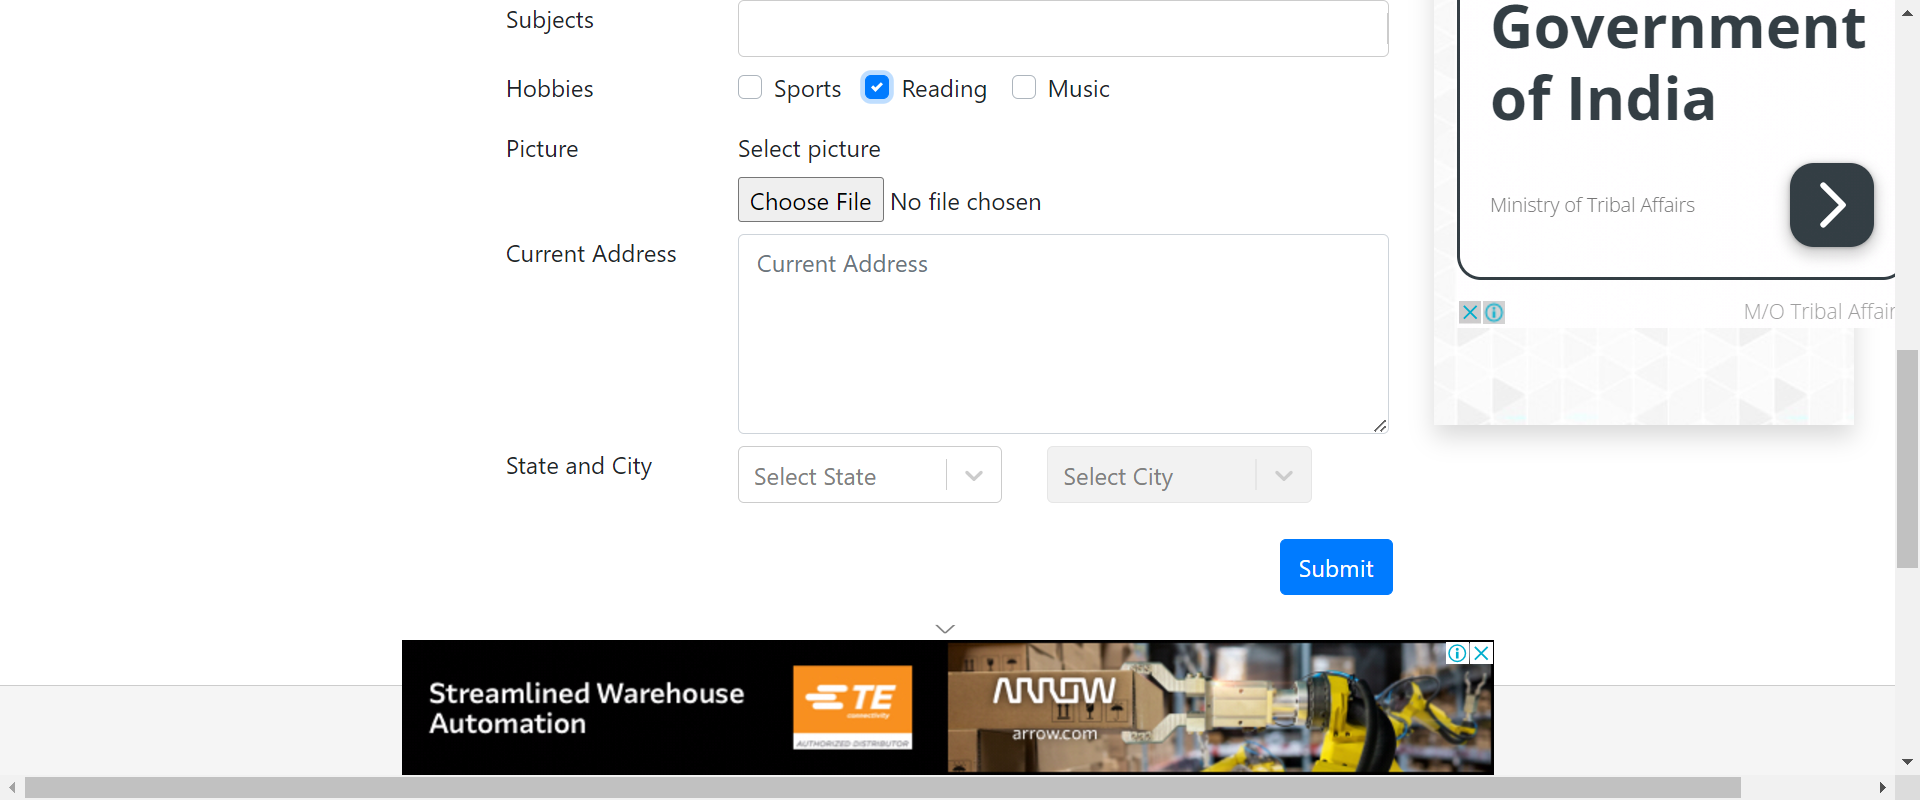 Subjects
Hobbies
Sports
Reading
Music
Picture
Select picture
Choose File
No file chosen
Current Address
Current Address
State and City
Select State
Select City
Submit
Government
of India
Ministry of Tribal Affairs
M/O Tribal Affair
Streamlined Warehouse
Automation
TE
connectivity
AUTHORIZED DISTRIBUTOR
ARROW
arrow.com